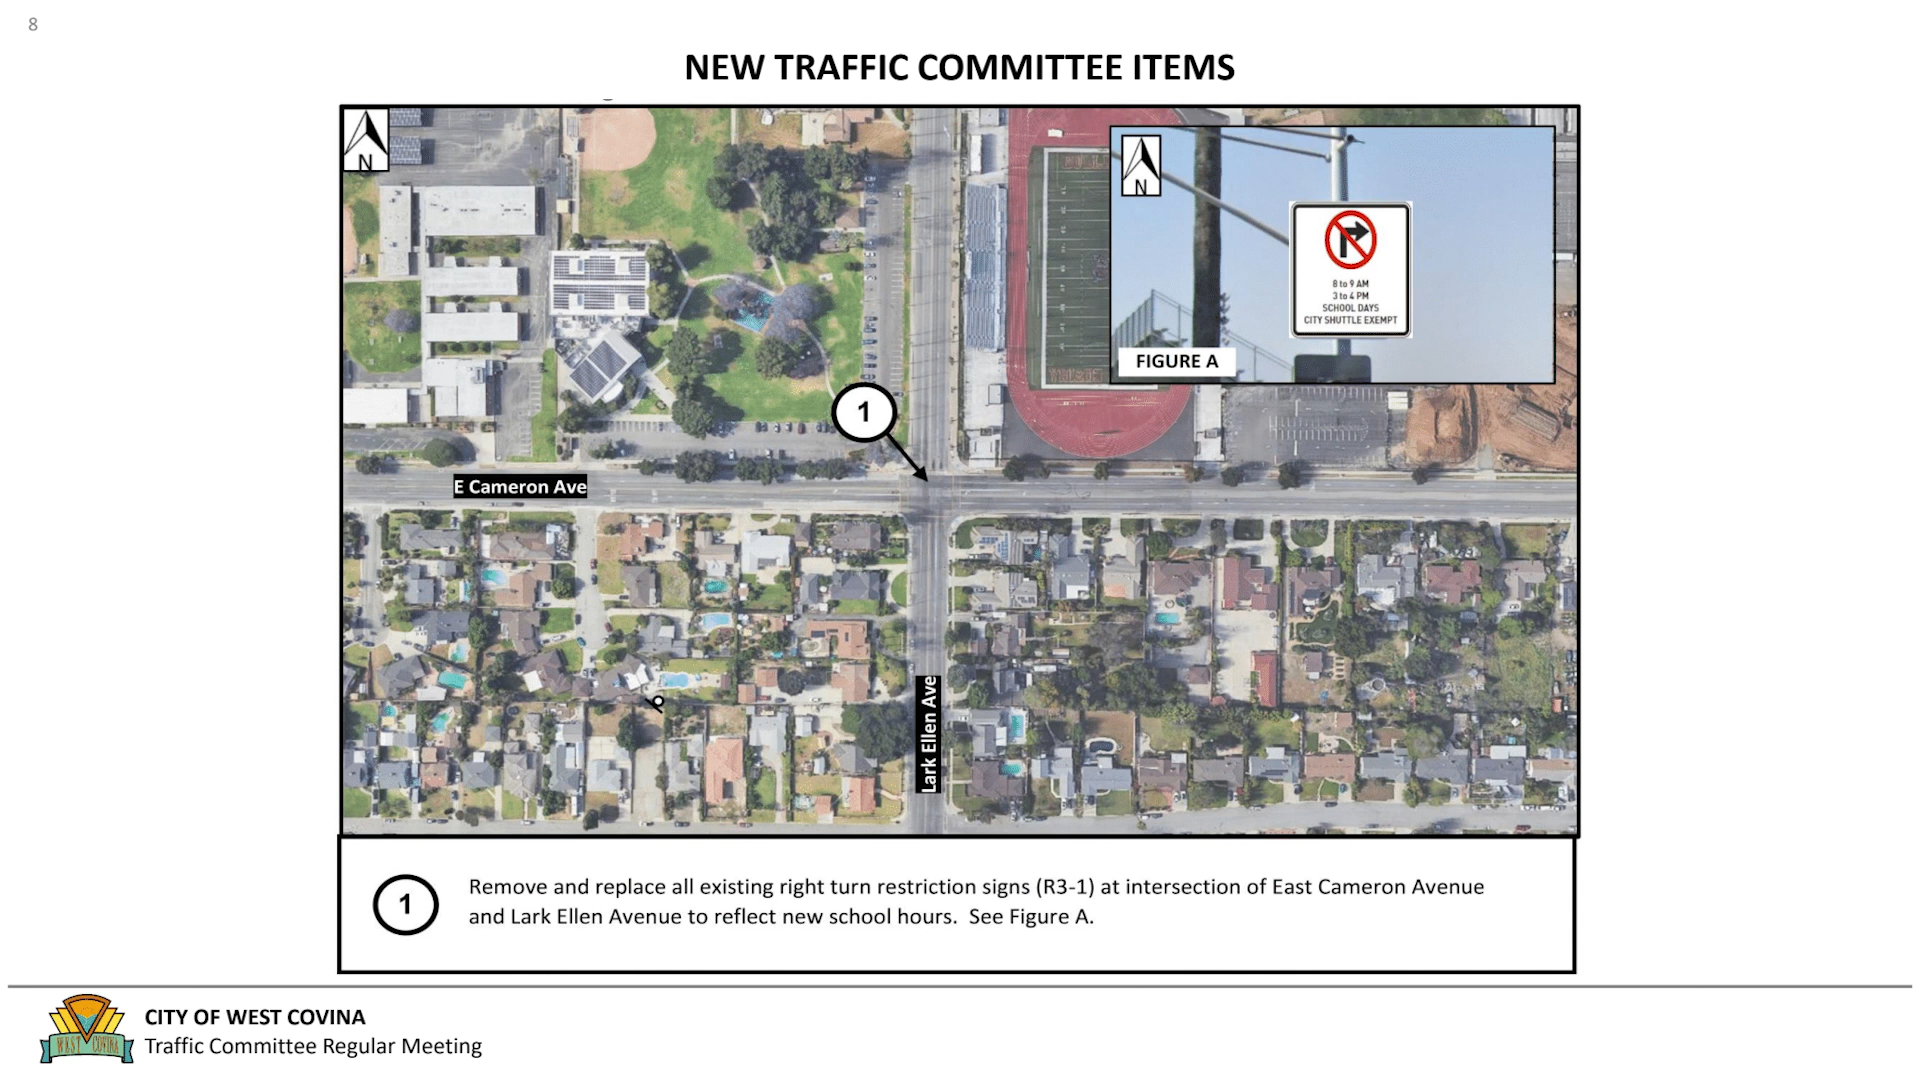 8
NEW TRAFFIC COMMITTEE ITEMS
N
N
8 to 9 AM
3 to 4 PM
SCHOOL DAYS
CITY SHUTTLE EXEMPT
FIGURE A
1
E Cameron Ave
Lark Ellen Ave
1
Remove and replace all existing right turn restriction signs (R3-1) at intersection of East Cameron Avenue
and Lark Ellen Avenue to reflect new school hours.  See Figure A.
WEST COVINA
CITY OF WEST COVINA
Traffic Committee Regular Meeting